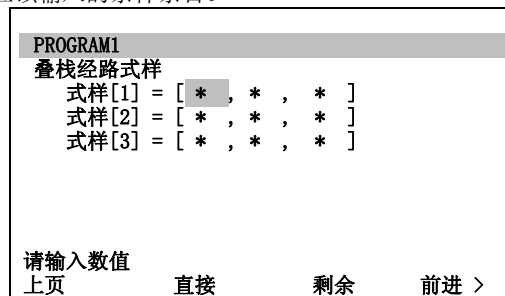 PROGRAM1
叠栈经路式样
式样[1] = [ * , * , * ]
式样[2] = [ * , * , * ]
式样[3] = [ * , * , * ]
请输入数值
上页 直接 剩余 前进 >